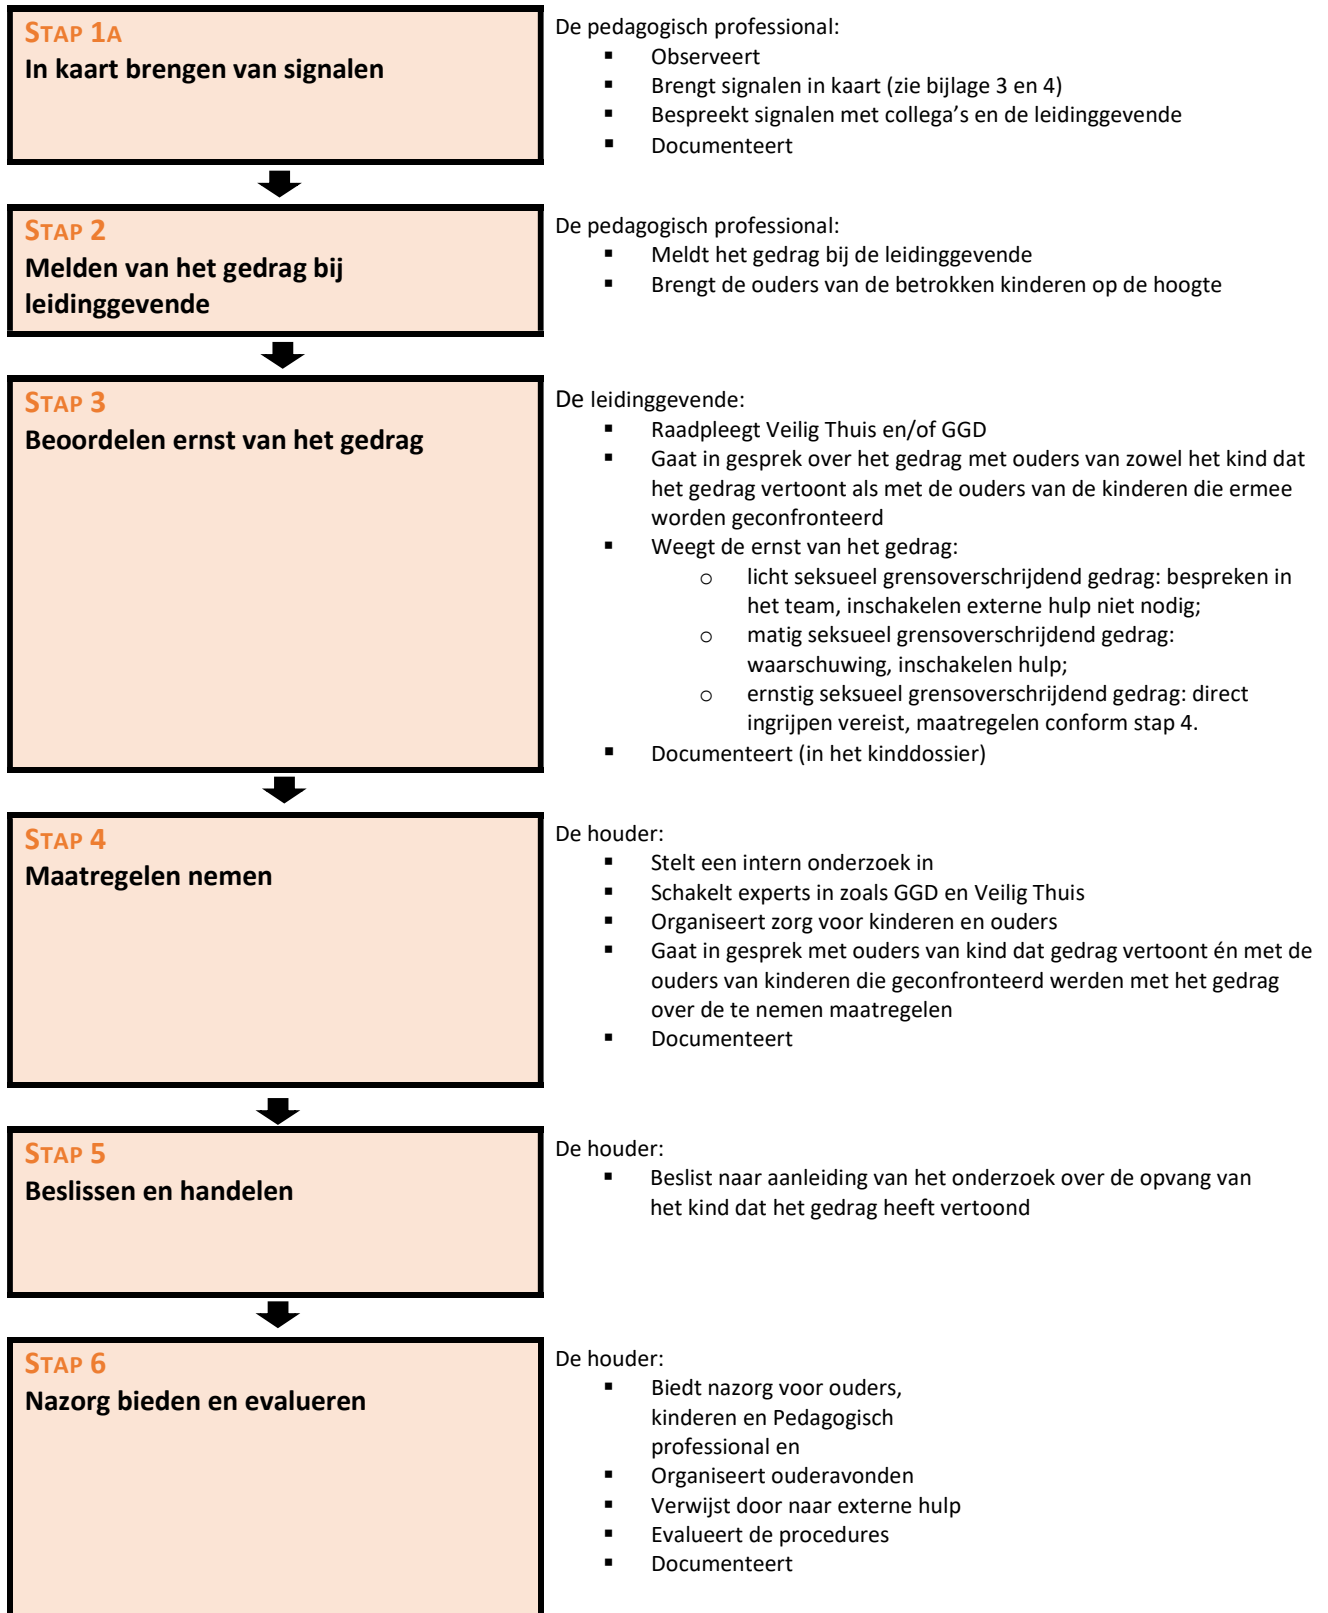 STAP 1A
In kaart brengen van signalen
De pedagogisch professional:
▪ Observeert
▪ Brengt signalen in kaart (zie bijlage 3 en 4)
▪ Bespreekt signalen met collega's en de leidinggevende
▪ Documenteert
STAP 2
Melden van het gedrag bij
leidinggevende
De pedagogisch professional:
▪ Meldt het gedrag bij de leidinggevende
▪ Brengt de ouders van de betrokken kinderen op de hoogte
STAP 3
Beoordelen ernst van het gedrag
De leidinggevende:
▪ Raadpleegt Veilig Thuis en/of GGD
▪ Gaat in gesprek over het gedrag met ouders van zowel het kind dat
het gedrag vertoont als met de ouders van de kinderen die ermee
worden geconfronteerd
▪ Weegt de ernst van het gedrag:
o licht seksueel grensoverschrijdend gedrag: bespreken in
het team, inschakelen externe hulp niet nodig;
o matig seksueel grensoverschrijdend gedrag:
waarschuwing, inschakelen hulp;
o ernstig seksueel grensoverschrijdend gedrag: direct
ingrijpen vereist, maatregelen conform stap 4.
▪ Documenteert (in het kinddossier)
STAP 4
Maatregelen nemen
De houder:
▪ Stelt een intern onderzoek in
▪ Schakelt experts in zoals GGD en Veilig Thuis
▪ Organiseert zorg voor kinderen en ouders
▪ Gaat in gesprek met ouders van kind dat gedrag vertoont én met de
ouders van kinderen die geconfronteerd werden met het gedrag
over de te nemen maatregelen
▪ Documenteert
STAP 5
Beslissen en handelen
De houder:
▪ Beslist naar aanleiding van het onderzoek over de opvang van
het kind dat het gedrag heeft vertoond
STAP 6
Nazorg bieden en evalueren
De houder:
▪ Biedt nazorg voor ouders,
kinderen en Pedagogisch
professional en
▪ Organiseert ouderavonden
▪ Verwijst door naar externe hulp
▪ Evalueert de procedures
▪ Documenteert